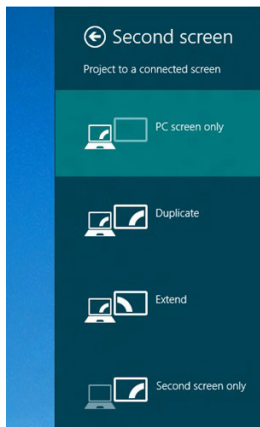 Second screen
Project to a connected screen
PC screen only
Duplicate
Extend
Second screen only